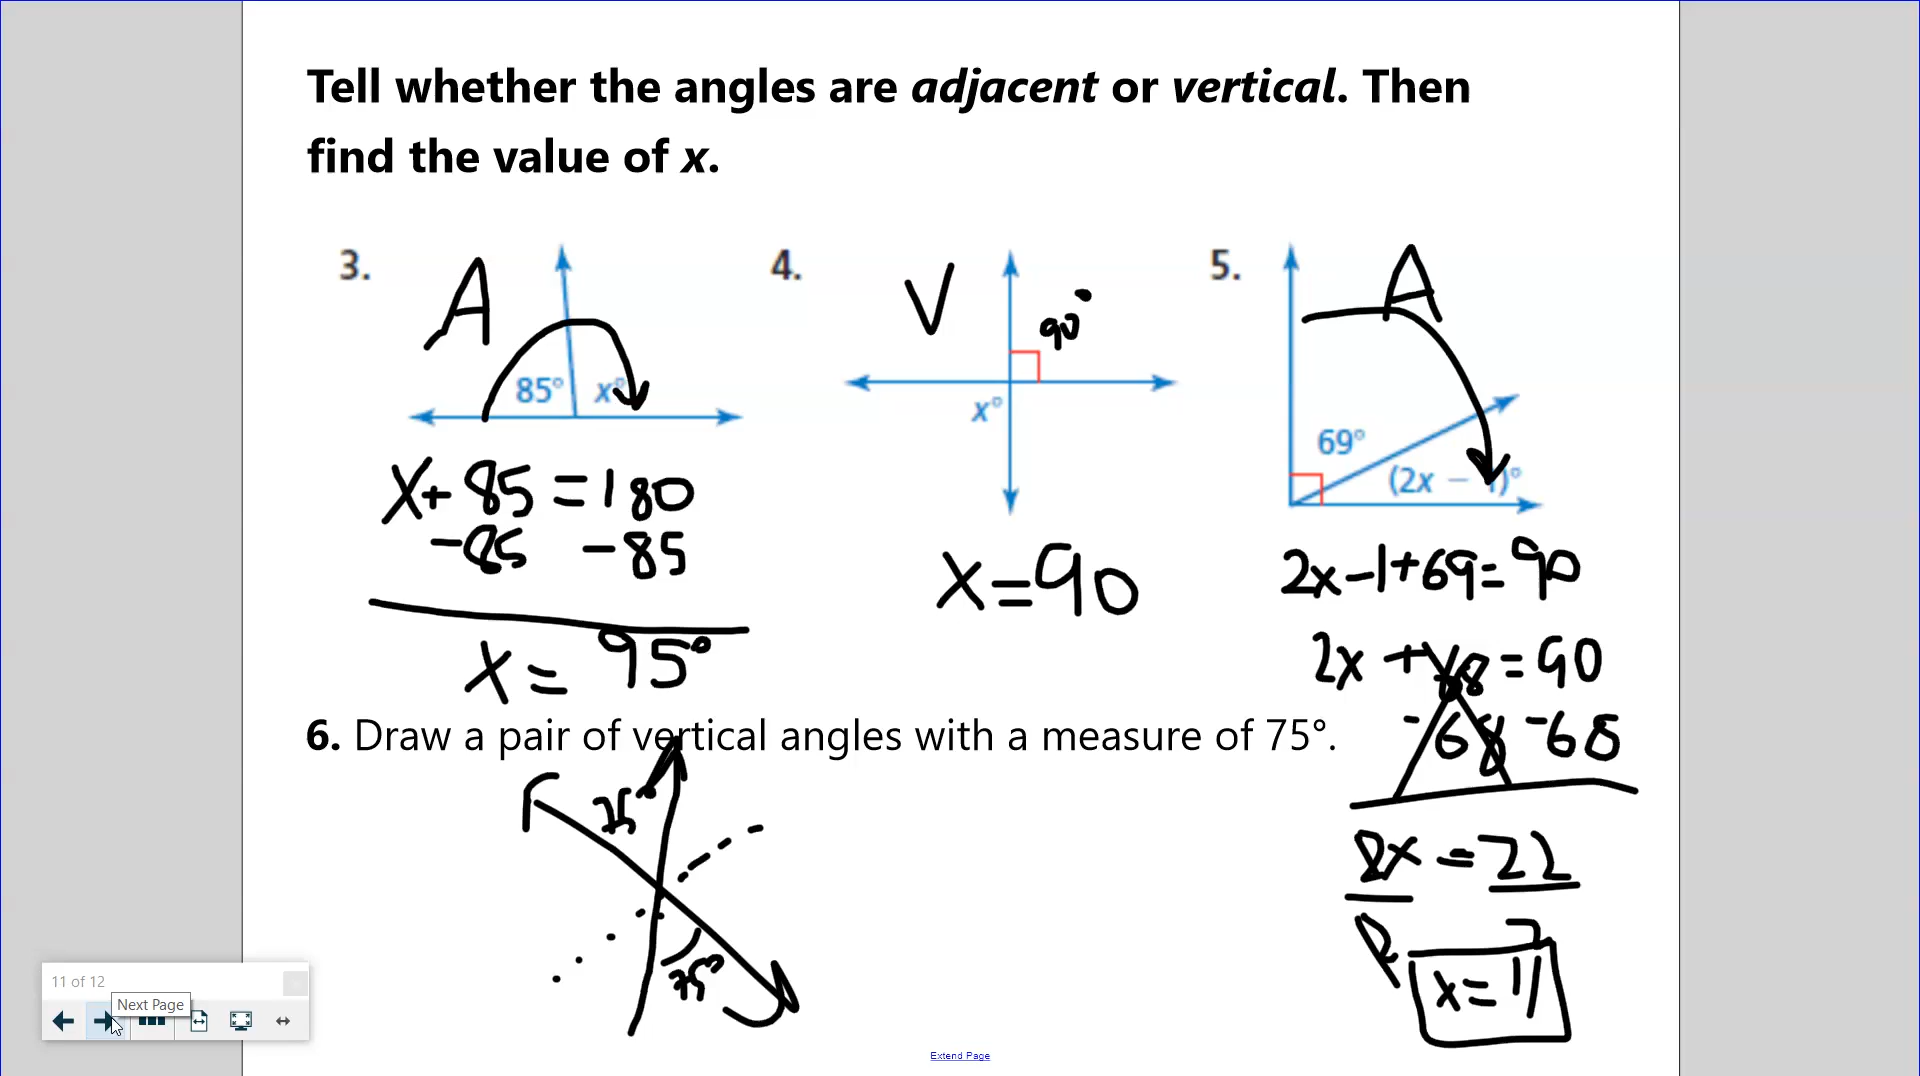 Tell whether the angles are adjacent or vertical. Then
find the value of x.
3.
A
85° x°
x + 85 = 180
-85 -85
x = 95°
4.
V
90°
x°
x = 90
5.
A
69°
(2x − 1)°
2x - 1 + 69 = 90
2x + 68 = 90
-68 -68
2x = 22
2
x = 11
6. Draw a pair of vertical angles with a measure of 75°.
75°
75°
11 of 12
Next Page
Extend Page